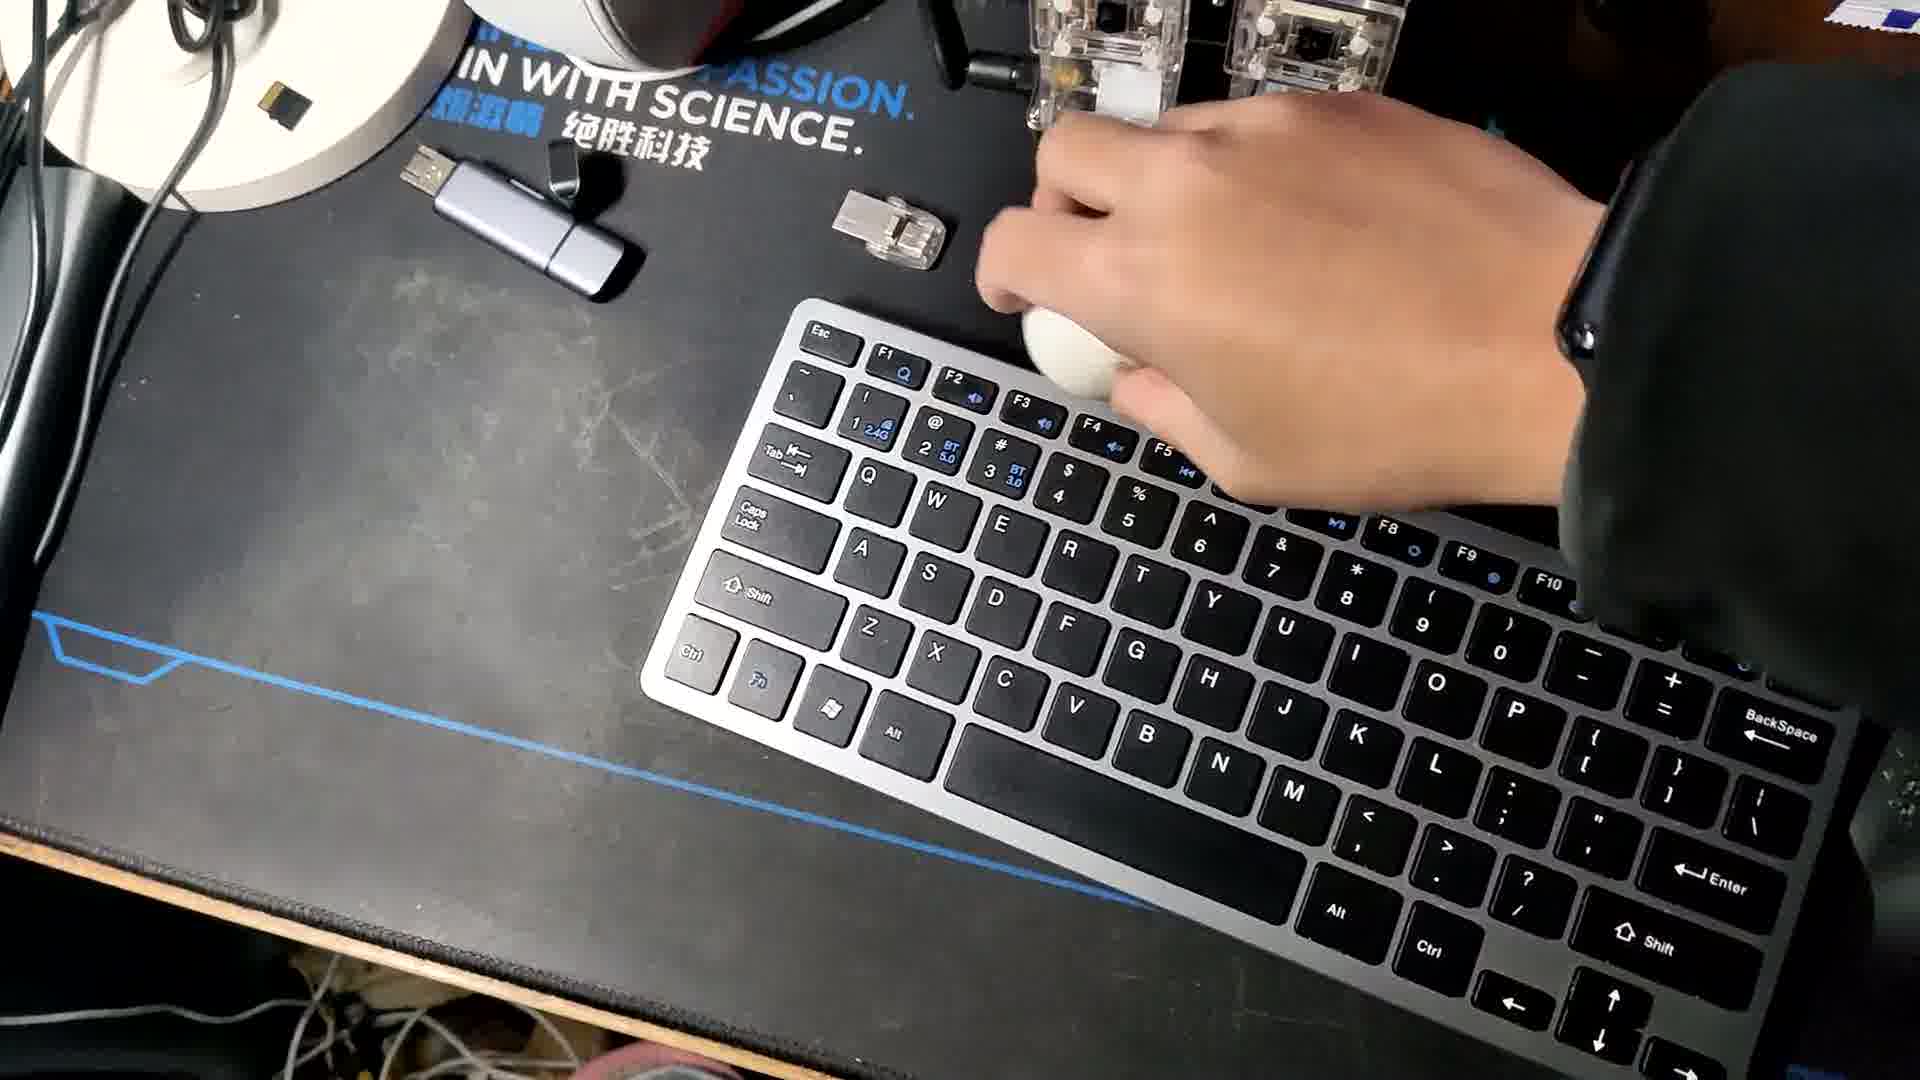 PASSION.
IN WITH SCIENCE.
绝胜科技
Esc F1 F2 F3 F4 F5 F8 F9 F10
~ ` ! 1 2.4G @ 2 BT 5.0 # 3 BT 3.0 $ 4 % 5 ^ 6 & 7 * 8 ( 9 ) 0 — - + = BackSpace
Tab Q W E R T Y U I O P { [ } ] | \
Caps Lock A S D F G H J K L : ; " ' Enter
Shift Z X C V B N M < , > . ? / Shift
Ctrl Fn Alt Alt Ctrl ← ↑ ↓ →